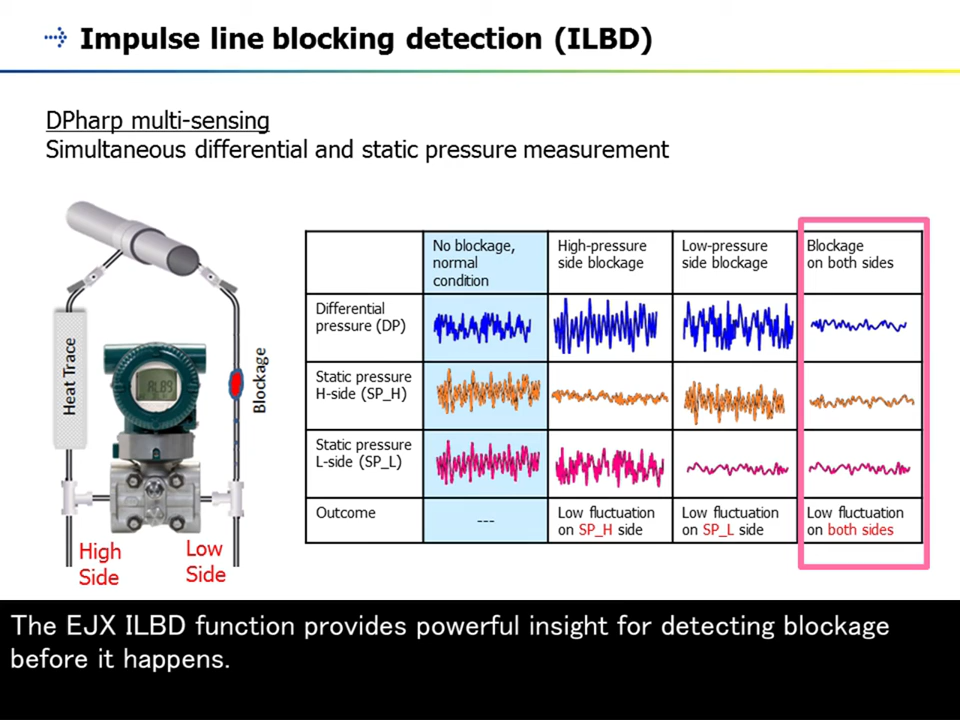 Impulse line blocking detection (ILBD)
DPharp multi-sensing
Simultaneous differential and static pressure measurement
Heat Trace
AL89
Blockage
High
Side
Low
Side
No blockage,
normal
condition
High-pressure
side blockage
Low-pressure
side blockage
Blockage
on both sides
Differential
pressure (DP)
Static pressure
H-side (SP_H)
Static pressure
L-side (SP_L)
Outcome
---
Low fluctuation
on SP_H side
Low fluctuation
on SP_L side
Low fluctuation
on both sides
The EJX ILBD function provides powerful insight for detecting blockage
before it happens.